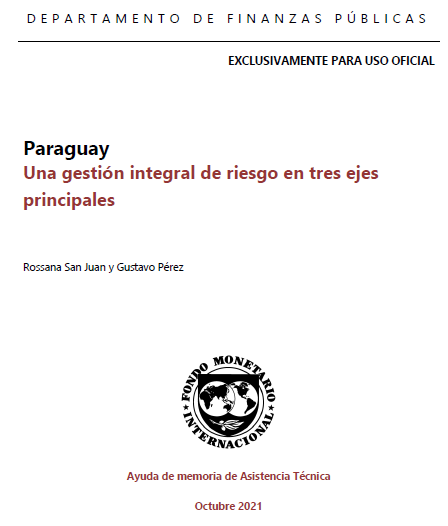 DEPARTAMENTO DE FINANZAS PÚBLICAS
EXCLUSIVAMENTE PARA USO OFICIAL
Paraguay
Una gestión integral de riesgo en tres ejes
principales
Rossana San Juan y Gustavo Pérez
FONDO MONETARIO
INTERNACIONAL
Ayuda de memoria de Asistencia Técnica
Octubre 2021